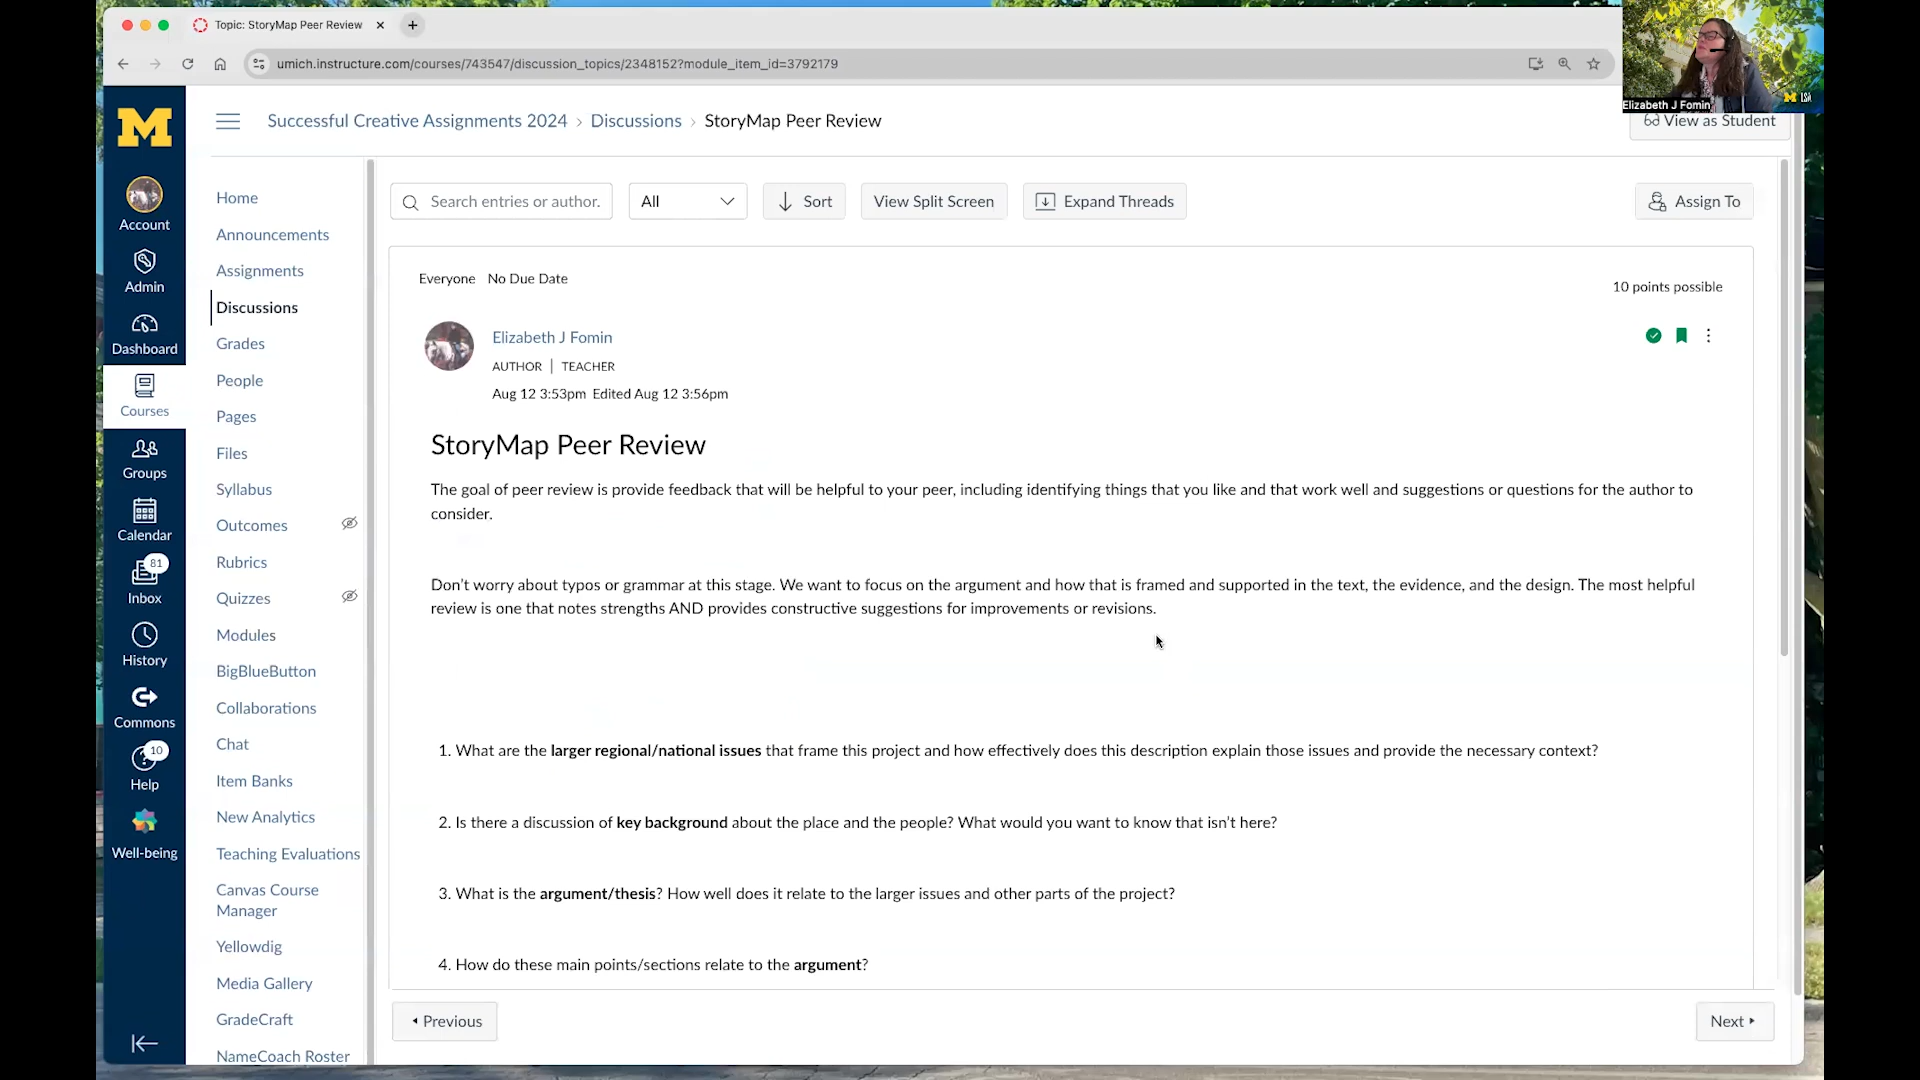 Topic: StoryMap Peer Review
umich.instructure.com/courses/743547/discussion_topics/2348152?module_item_id=3792179
Elizabeth J Fomin
M LSA
M
Account
Admin
Dashboard
Courses
Groups
Calendar
81
Inbox
History
Commons
10
Help
Well-being
Successful Creative Assignments 2024 › Discussions › StoryMap Peer Review
View as Student
Home
Announcements
Assignments
Discussions
Grades
People
Pages
Files
Syllabus
Outcomes
Rubrics
Quizzes
Modules
BigBlueButton
Collaborations
Chat
Item Banks
New Analytics
Teaching Evaluations
Canvas Course
Manager
Yellowdig
Media Gallery
GradeCraft
NameCoach Roster
Search entries or author.
All
Sort
View Split Screen
Expand Threads
Assign To
Everyone No Due Date
10 points possible
Elizabeth J Fomin
AUTHOR | TEACHER
Aug 12 3:53pm Edited Aug 12 3:56pm
StoryMap Peer Review
The goal of peer review is provide feedback that will be helpful to your peer, including identifying things that you like and that work well and suggestions or questions for the author to
consider.
Don't worry about typos or grammar at this stage. We want to focus on the argument and how that is framed and supported in the text, the evidence, and the design. The most helpful
review is one that notes strengths AND provides constructive suggestions for improvements or revisions.
1. What are the larger regional/national issues that frame this project and how effectively does this description explain those issues and provide the necessary context?
2. Is there a discussion of key background about the place and the people? What would you want to know that isn't here?
3. What is the argument/thesis? How well does it relate to the larger issues and other parts of the project?
4. How do these main points/sections relate to the argument?
Previous
Next